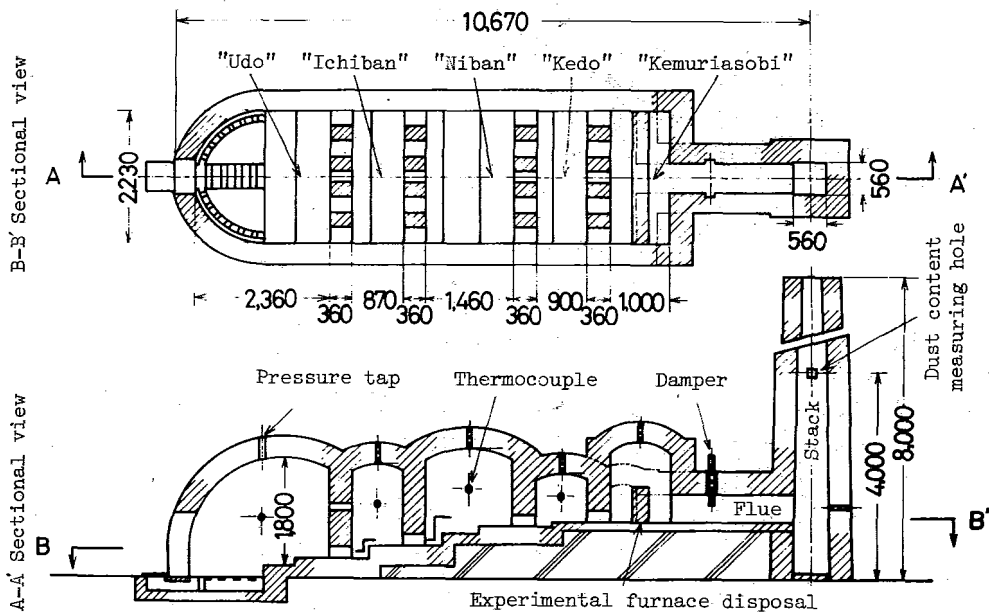 10,670
"Udo" "Ichiban" "Niban" "Kedo" "Kemuriasobi"
B-B' Sectional view
A
A'
2230
560
560
2,360
360
870
360
1,460
360
900
360
1,000
Dust content
measuring hole
Pressure tap
Thermocouple
Damper
Stack
4,000
8,000
1,800
Flue
A-A' Sectional view
B
B'
Experimental furnace disposal